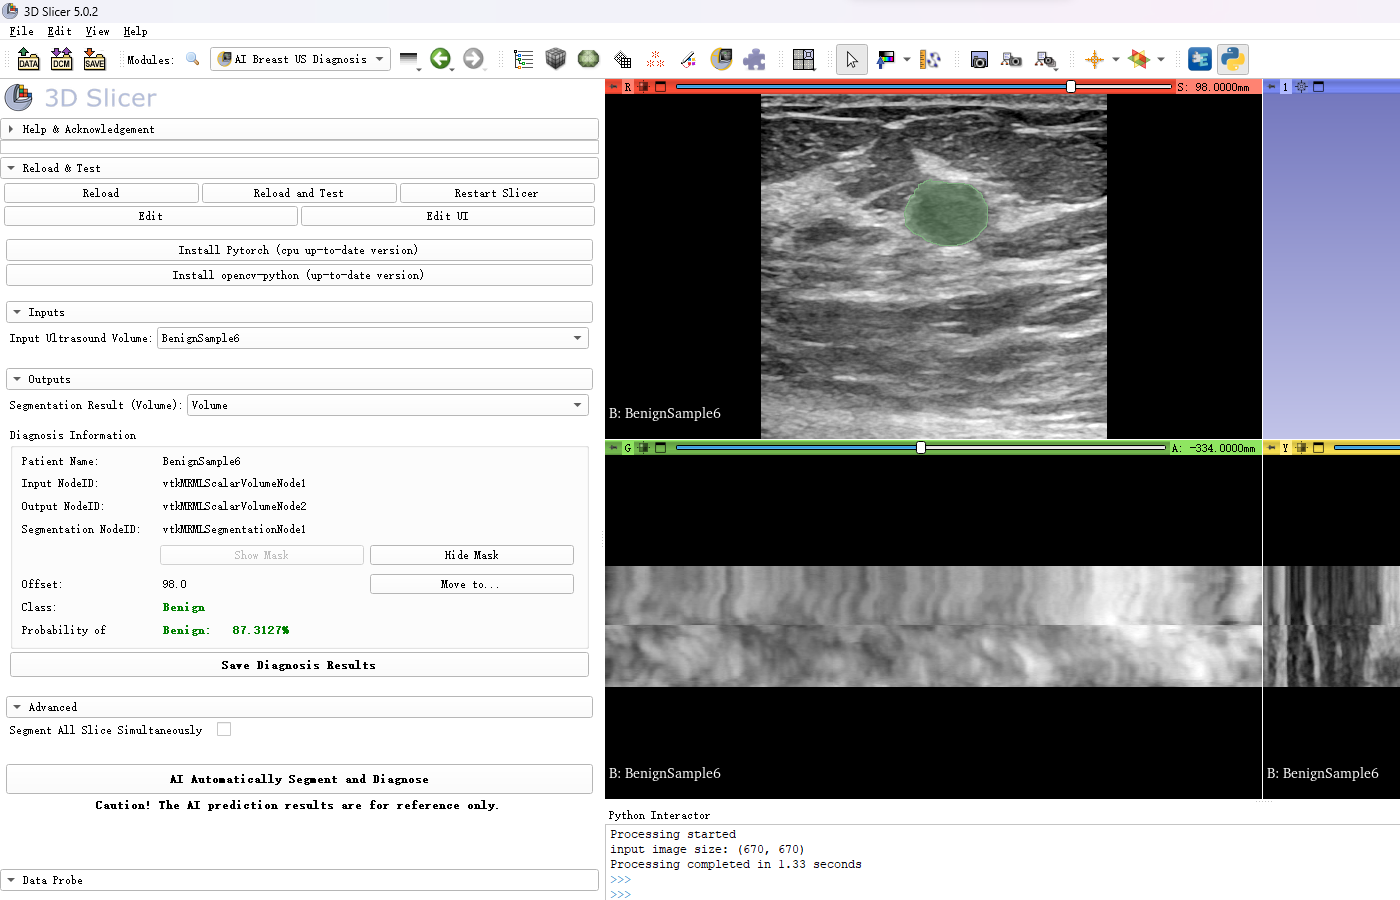 3D Slicer 5.0.2
File Edit View Help
DATA DCM SAVE Modules: AI Breast US Diagnosis
3D Slicer
Help & Acknowledgement
Reload & Test
Reload Reload and Test Restart Slicer
Edit Edit UI
Install Pytorch (cpu up-to-date version)
Install opencv-python (up-to-date version)
Inputs
Input Ultrasound Volume: BenignSample6
Outputs
Segmentation Result (Volume): Volume
Diagnosis Information
Patient Name: BenignSample6
Input NodeID: vtkMRMLScalarVolumeNode1
Output NodeID: vtkMRMLScalarVolumeNode2
Segmentation NodeID: vtkMRMLSegmentationNode1
Show Mask Hide Mask
Offset: 98.0 Move to...
Class: Benign
Probability of Benign: 87.3127%
Save Diagnosis Results
Advanced
Segment All Slice Simultaneously
AI Automatically Segment and Diagnose
Caution! The AI prediction results are for reference only.
Data Probe
R S: 98.0000mm
B: BenignSample6
1
G A: -334.0000mm
B: BenignSample6
Y
B: BenignSample6
Python Interactor
Processing started
input image size: (670, 670)
Processing completed in 1.33 seconds
>>>
>>>